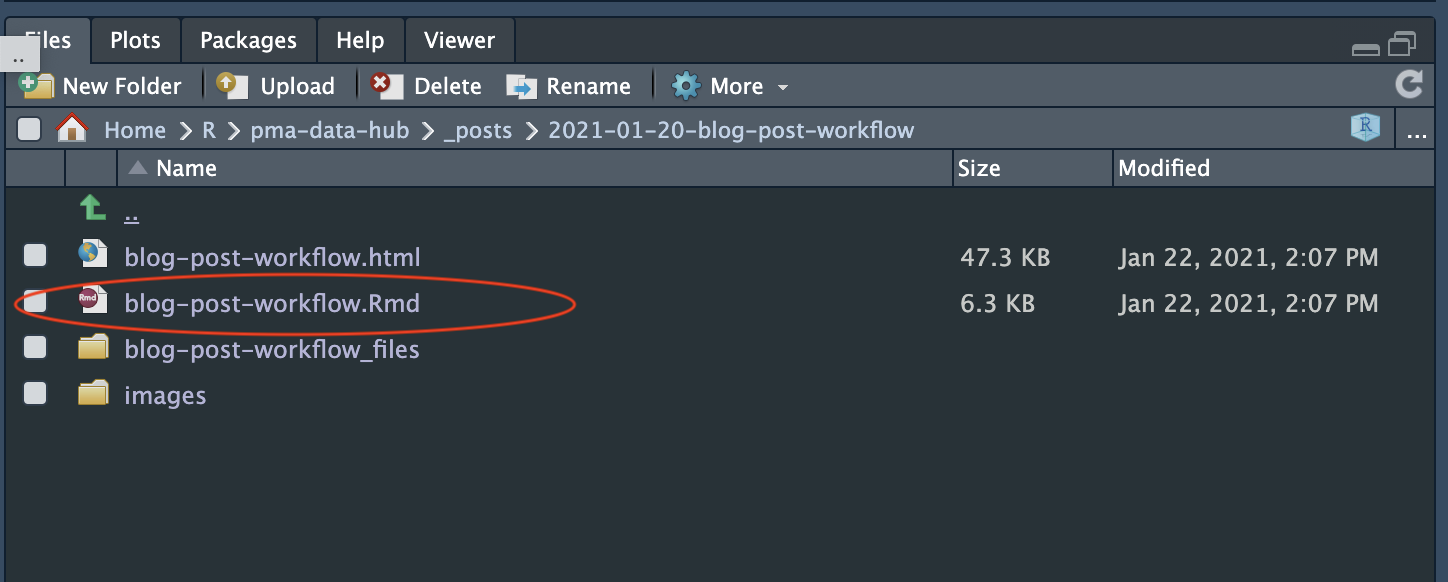 Files Plots Packages Help Viewer
..
New Folder Upload Delete Rename More
Home R pma-data-hub _posts 2021-01-20-blog-post-workflow R ...
Name Size Modified
..
blog-post-workflow.html 47.3 KB Jan 22, 2021, 2:07 PM
Rmd blog-post-workflow.Rmd 6.3 KB Jan 22, 2021, 2:07 PM
blog-post-workflow_files
images